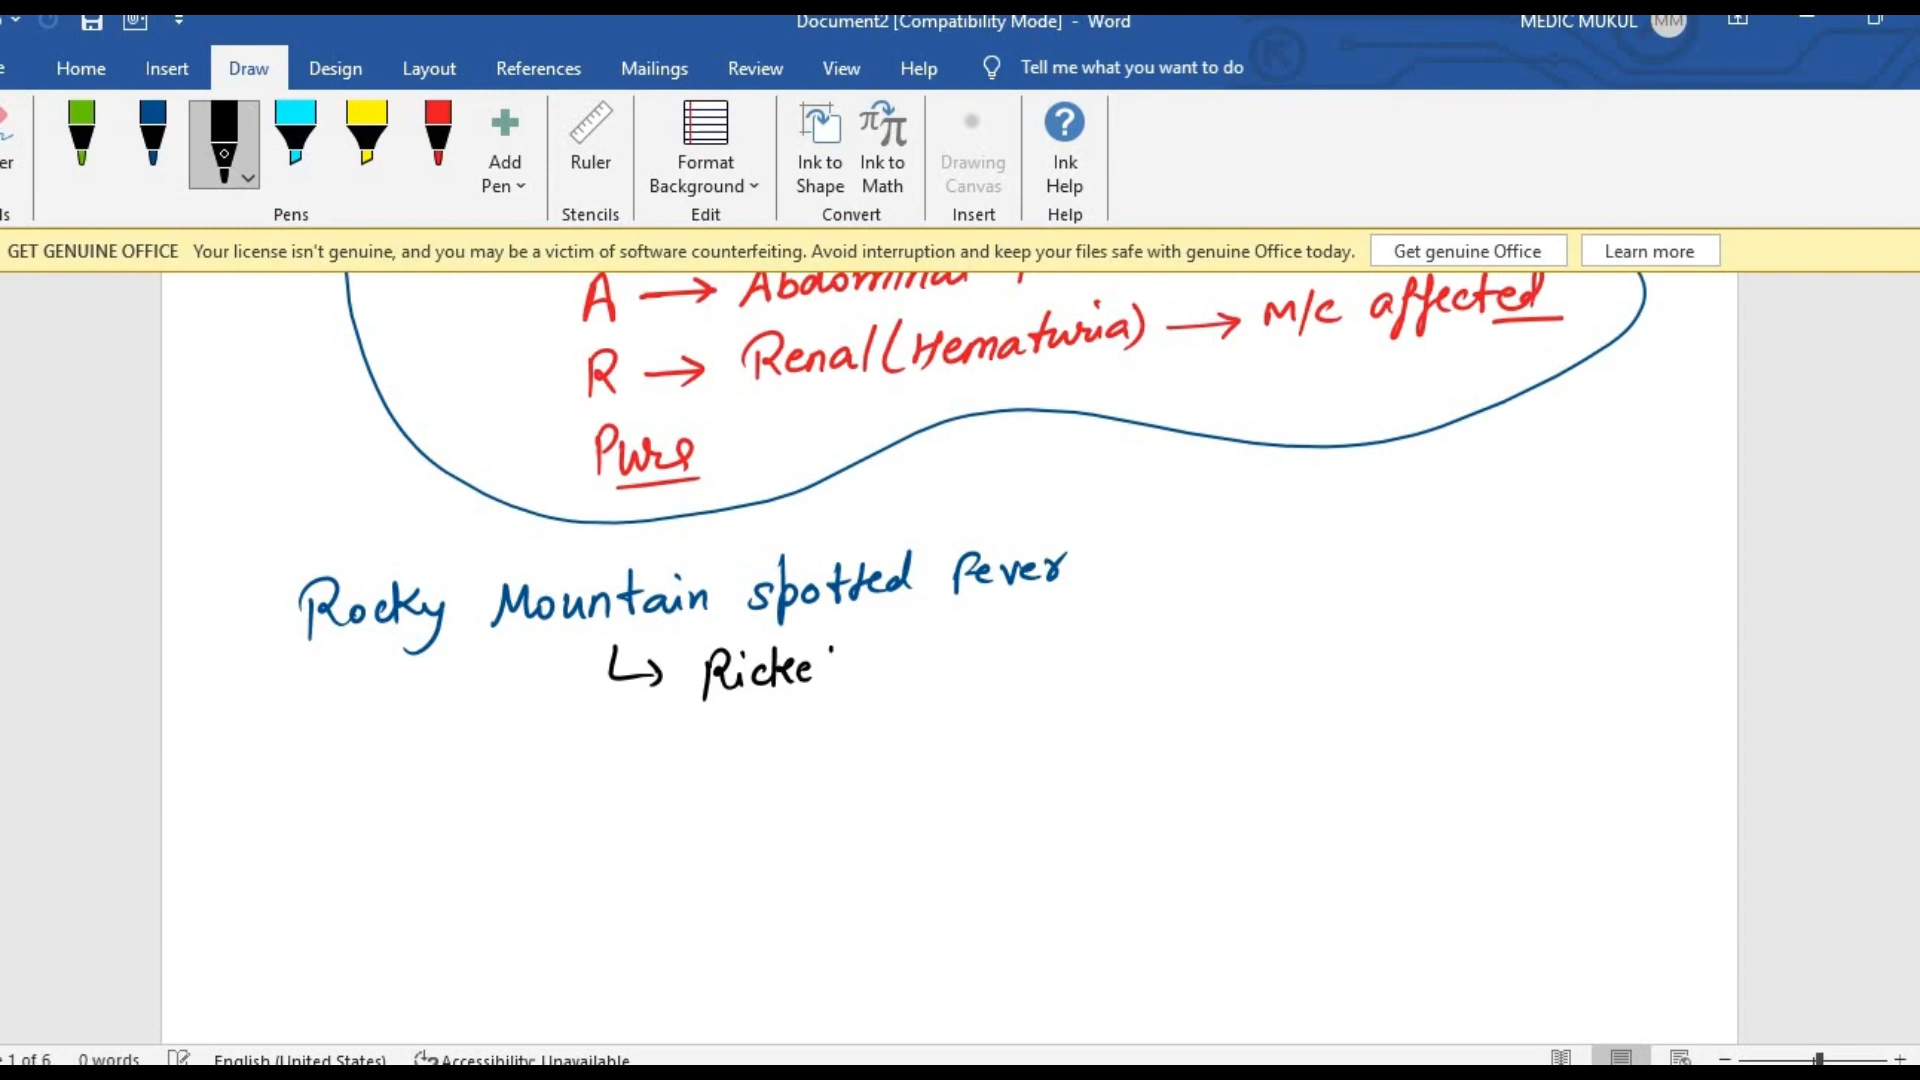 Document2 [Compatibility Mode] - Word
MEDIC MUKUL
MM
Home Insert Draw Design Layout References Mailings Review View Help Tell me what you want to do
Add Pen
Ruler
Format Background
Ink to Shape
Ink to Math
Drawing Canvas
Ink Help
Pens Stencils Edit Convert Insert Help
GET GENUINE OFFICE Your license isn't genuine, and you may be a victim of software counterfeiting. Avoid interruption and keep your files safe with genuine Office today. Get genuine Office Learn more
A → Abdominal
R → Renal (Hematuria) → M/C affected
Pure
Rocky Mountain spotted Fever
↳ Ricke
1 of 6 0 words English (United States) Accessibility: Unavailable